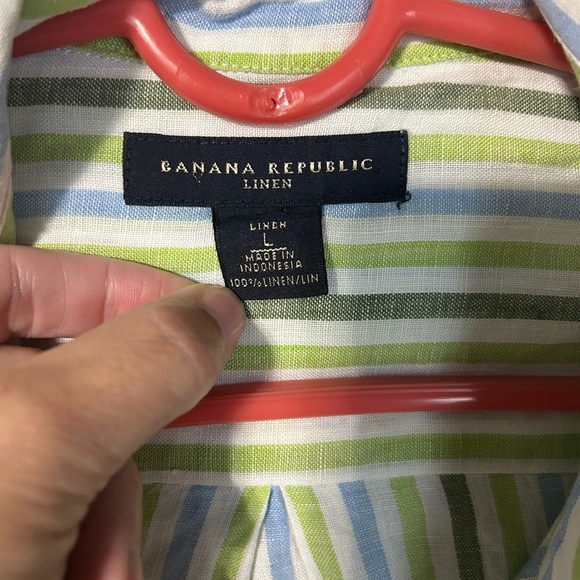 BANANA REPUBLIC
LINEN
LINEN
L
MADE IN
INDONESIA
100% LINEN/LIN